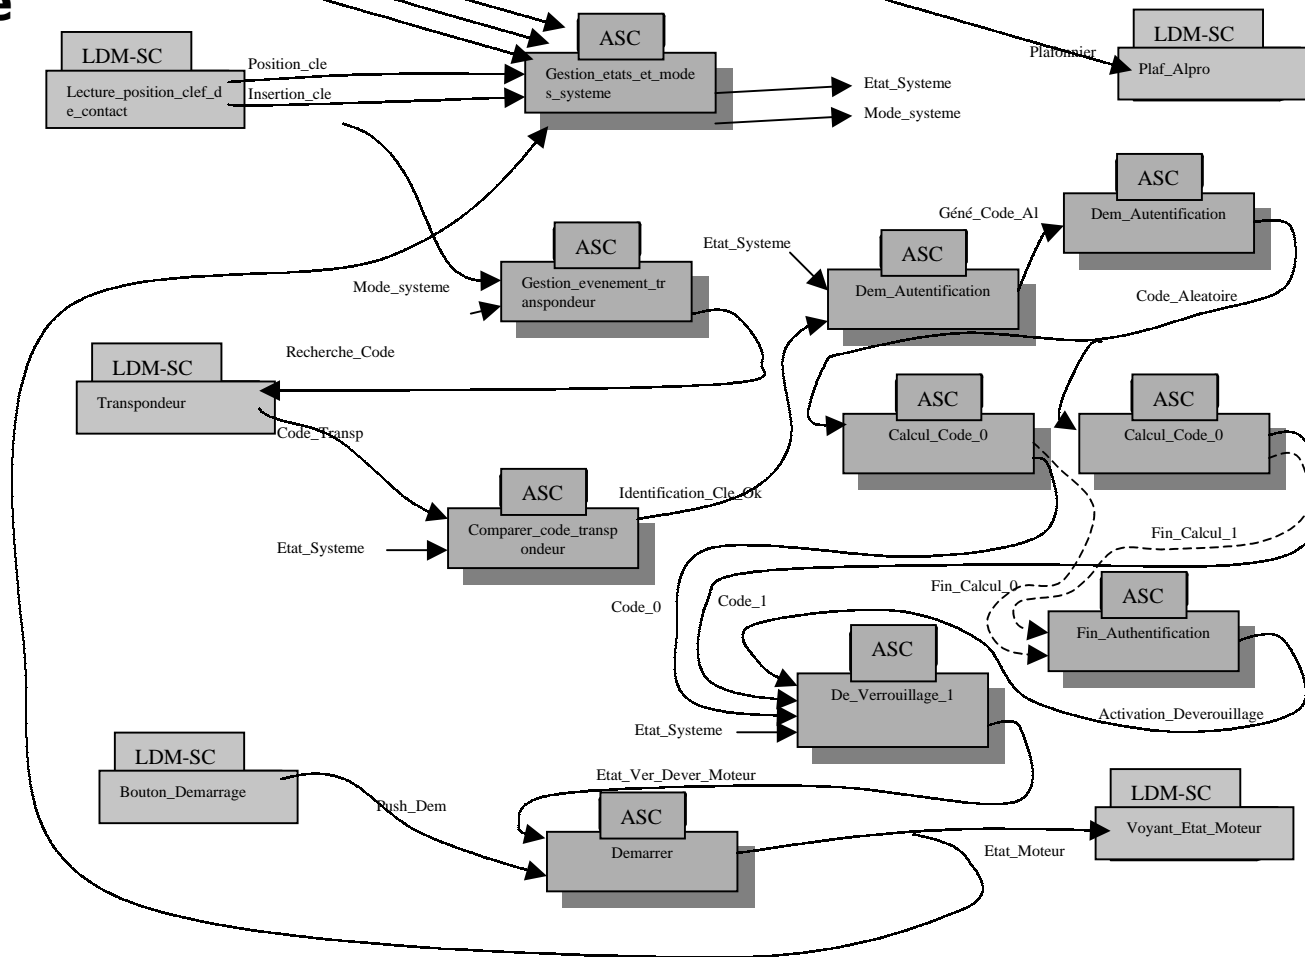 e
ASC
LDM-SC
LDM-SC
Plafonnier
Position_cle
Gestion_etats_et_mode
s_systeme
Plaf_Alpro
Lecture_position_clef_d
e_contact
Insertion_cle
Etat_Systeme
Mode_systeme
ASC
Dem_Autentification
Géné_Code_Al
ASC
Etat_Systeme
ASC
Gestion_evenement_tr
anspondeur
Mode_systeme
Dem_Autentification
Code_Aleatoire
Recherche_Code
LDM-SC
Transpondeur
Code_Transp
ASC
Calcul_Code_0
ASC
Calcul_Code_0
ASC
Identification_Cle_Ok
Comparer_code_transp
ondeur
Etat_Systeme
Fin_Calcul_1
Fin_Calcul_0
Code_0
Code_1
ASC
Fin_Authentification
ASC
De_Verrouillage_1
Activation_Deverouillage
Etat_Systeme
LDM-SC
Bouton_Demarrage
Etat_Ver_Dever_Moteur
Push_Dem
ASC
Demarrer
LDM-SC
Voyant_Etat_Moteur
Etat_Moteur